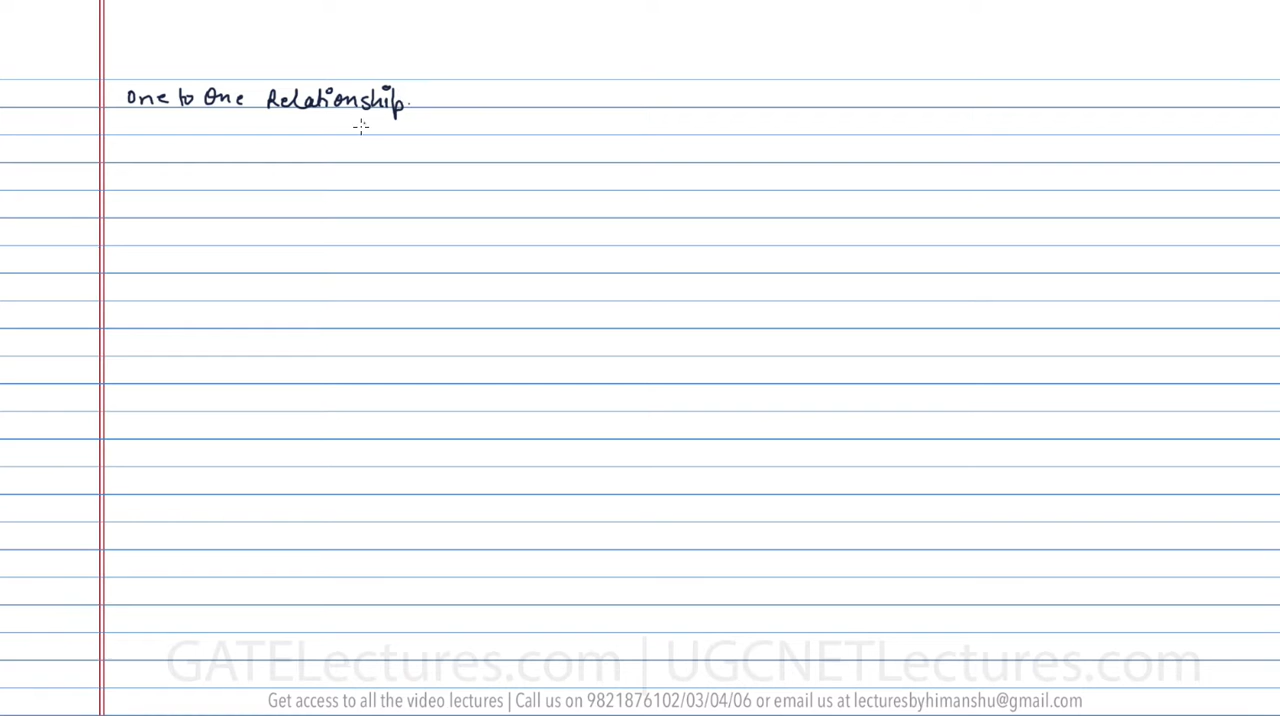 One to One Relationship.
GATELectures.com | UGCNETLectures.com
Get access to all the video lectures | Call us on 9821876102/03/04/06 or email us at lecturesbyhimanshu@gmail.com